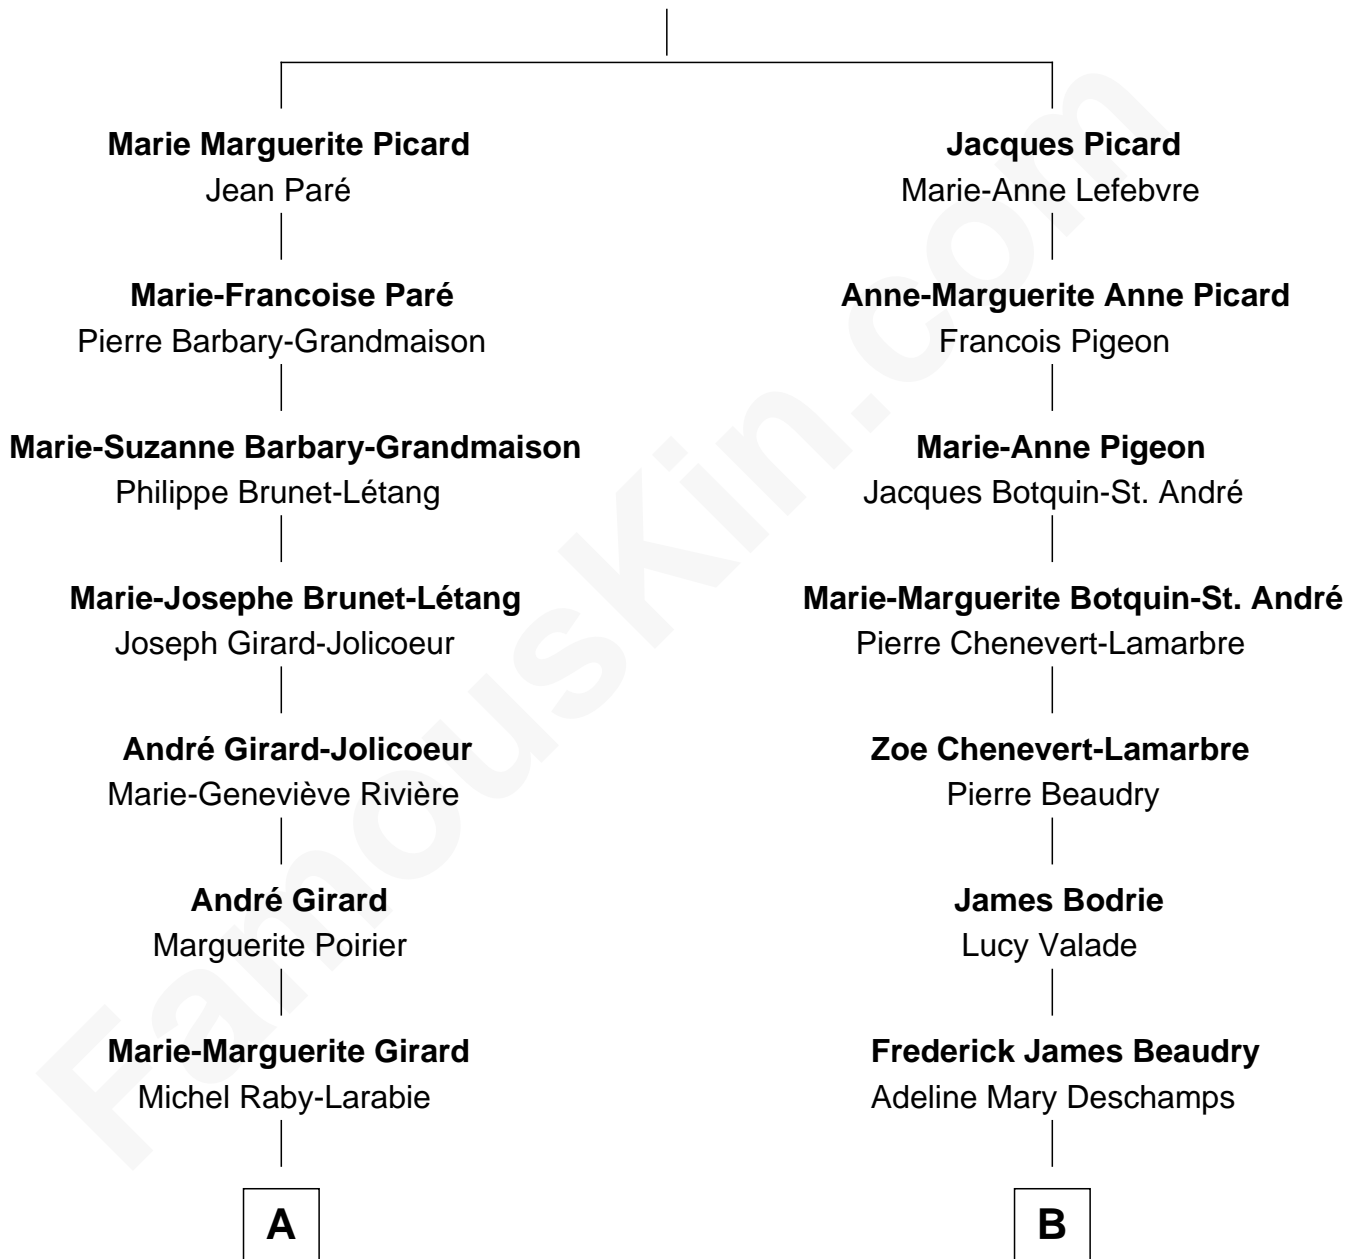 Marie Marguerite Picard
Jean Paré
Marie-Francoise Paré
Pierre Barbary-Grandmaison
Marie-Suzanne Barbary-Grandmaison
Philippe Brunet-Létang
Marie-Josephe Brunet-Létang
Joseph Girard-Jolicoeur
André Girard-Jolicoeur
Marie-Geneviève Rivière
André Girard
Marguerite Poirier
Marie-Marguerite Girard
Michel Raby-Larabie
A
Jacques Picard
Marie-Anne Lefebvre
Anne-Marguerite Anne Picard
Francois Pigeon
Marie-Anne Pigeon
Jacques Botquin-St. André
Marie-Marguerite Botquin-St. André
Pierre Chenevert-Lamarbre
Zoe Chenevert-Lamarbre
Pierre Beaudry
James Bodrie
Lucy Valade
Frederick James Beaudry
Adeline Mary Deschamps
B
FamousKin.com